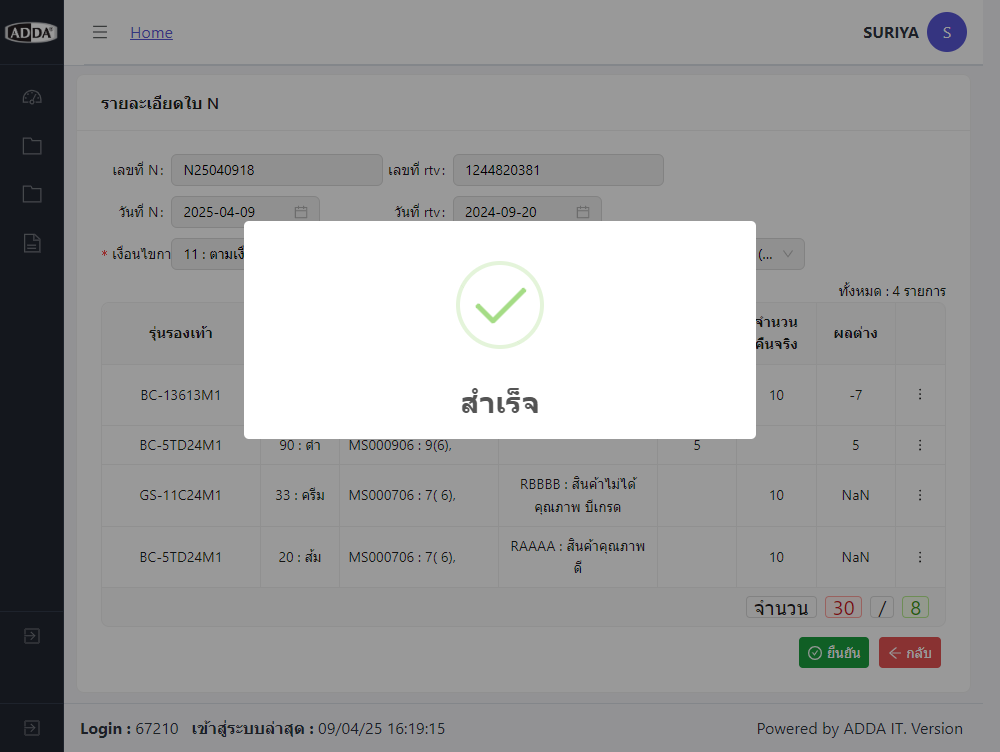 ADDA
Home
SURIYA S
รายละเอียดใบ N
เลขที่ N: N25040918 เลขที่ rtv: 1244820381
วันที่ N: 2025-04-09 วันที่ rtv: 2024-09-20
* เงื่อนไขกา 11 : ตามเงื (...
ทั้งหมด : 4 รายการ
รุ่นรองเท้า จำนวน คืนจริง ผลต่าง
สำเร็จ
BC-13613M1 10 -7
BC-5TD24M1 90 : ดำ MS000906 : 9(6), 5 5
GS-11C24M1 33 : ครีม MS000706 : 7( 6), RBBBB : สินค้าไม่ได้ คุณภาพ บีเกรด 10 NaN
BC-5TD24M1 20 : ส้ม MS000706 : 7( 6), RAAAA : สินค้าคุณภาพ ดี 10 NaN
จำนวน 30 / 8
ยืนยัน กลับ
Login : 67210 เข้าสู่ระบบล่าสุด : 09/04/25 16:19:15 Powered by ADDA IT. Version